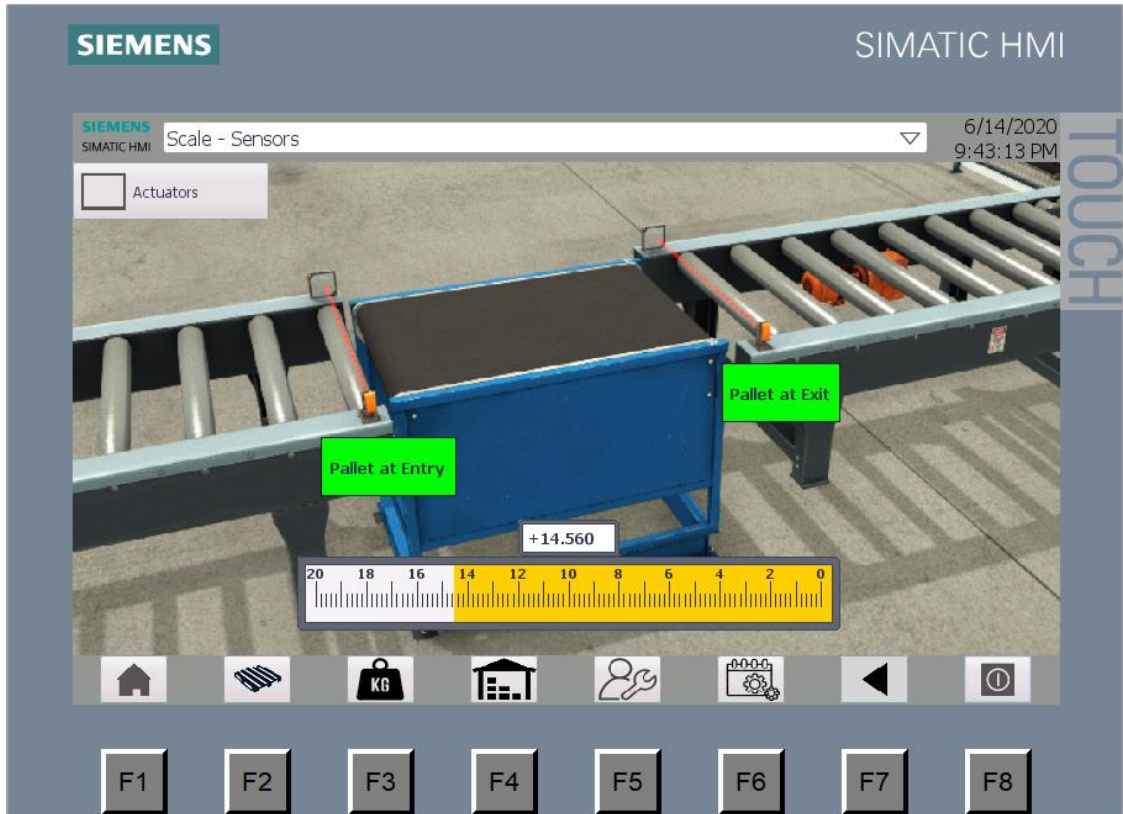 SIEMENS
SIMATIC HMI
TOUCH
SIEMENS
SIMATIC HMI
Scale - Sensors
6/14/2020
9:43:13 PM
Actuators
Pallet at Exit
Pallet at Entry
+14.560
20 18 16 14 12 10 8 6 4 2 0
KG
F1 F2 F3 F4 F5 F6 F7 F8